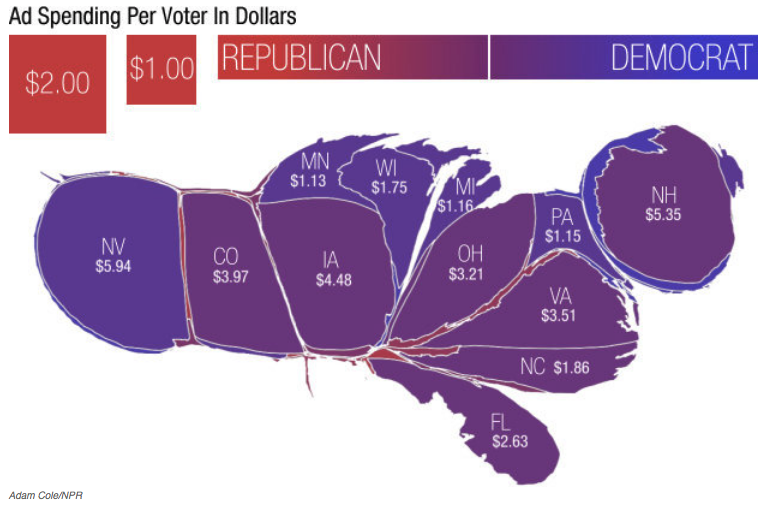 Ad Spending Per Voter In Dollars
$2.00
$1.00
REPUBLICAN
DEMOCRAT
MN
$1.13
WI
$1.75
MI
$1.16
NH
$5.35
PA
$1.15
NV
$5.94
CO
$3.97
IA
$4.48
OH
$3.21
VA
$3.51
NC $1.86
FL
$2.63
Adam Cole/NPR